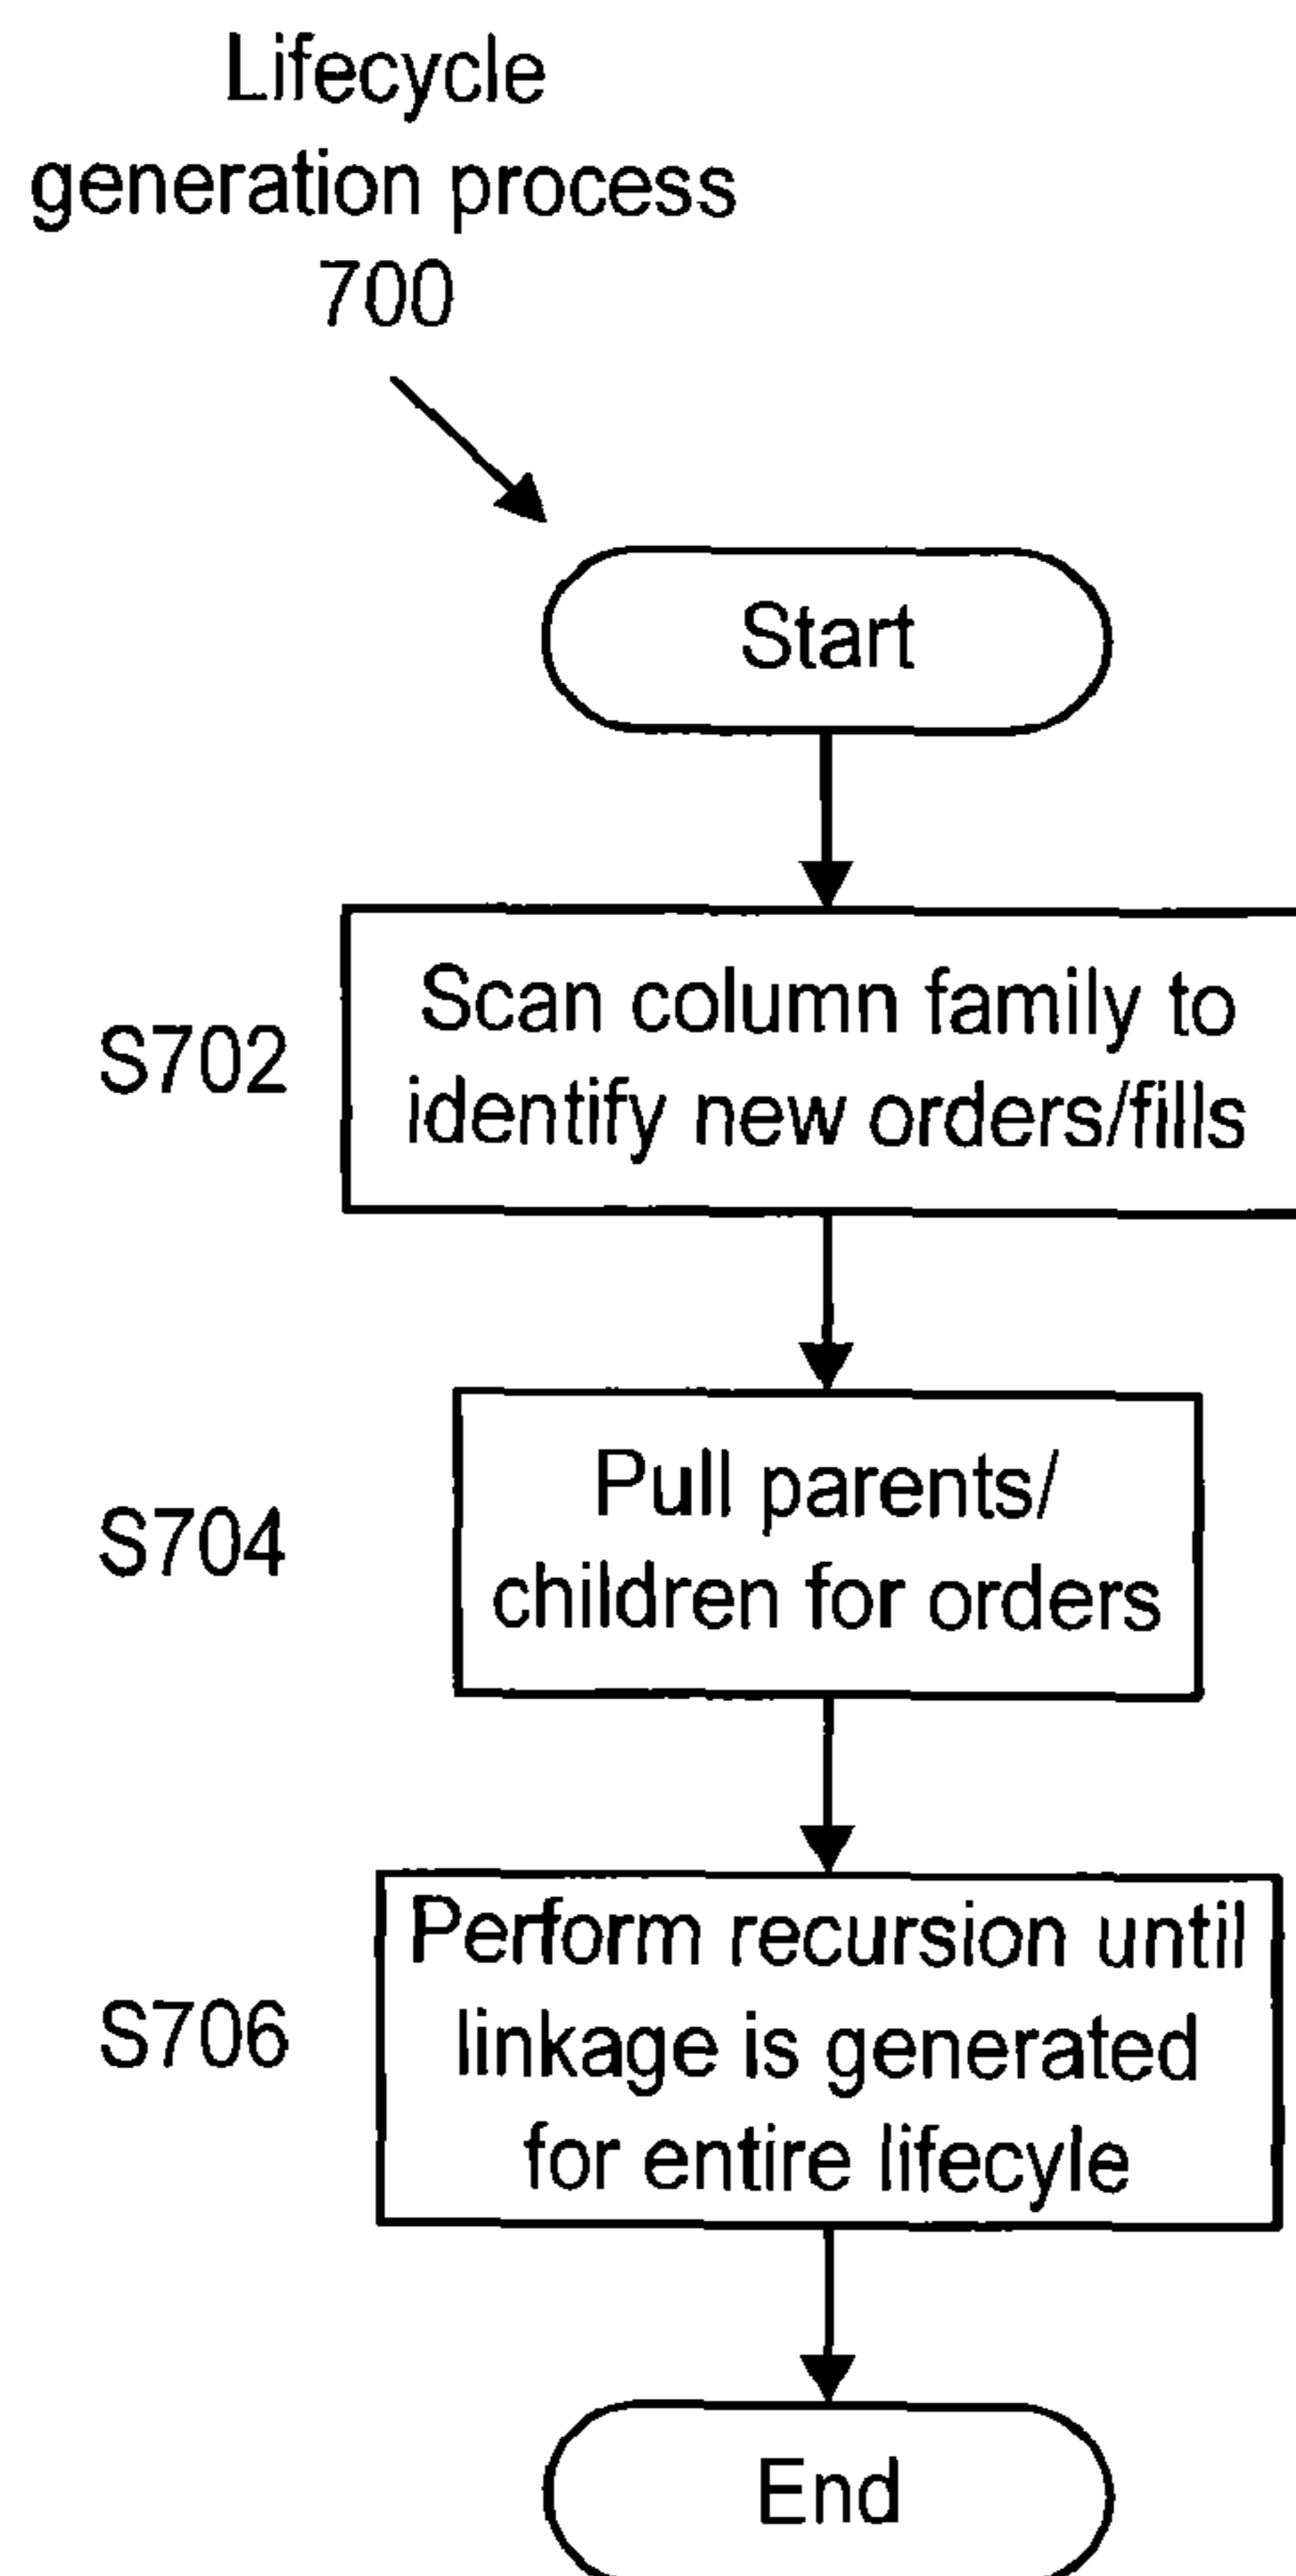 Lifecycle
generation process
700
Start
S702
Scan column family to
identify new orders/fills
S704
Pull parents/
children for orders
S706
Perform recursion until
linkage is generated
for entire lifecyle
End